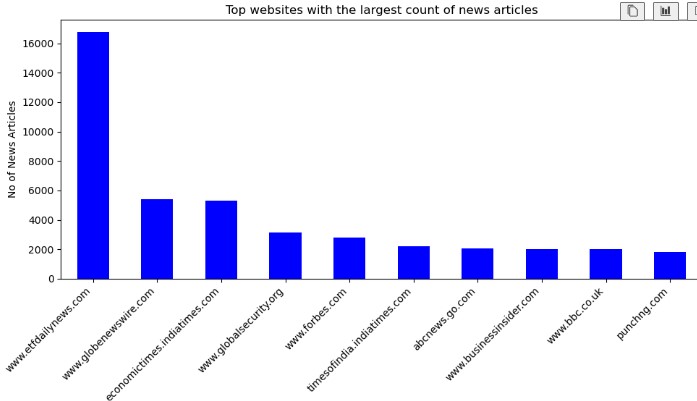 Top websites with the largest count of news articles
No of News Articles
16000
14000
12000
10000
8000
6000
4000
2000
0
www.etfdailynews.com
www.globenewswire.com
economictimes.indiatimes.com
www.globalsecurity.org
www.forbes.com
timesofindia.indiatimes.com
abcnews.go.com
www.businessinsider.com
www.bbc.co.uk
punchng.com